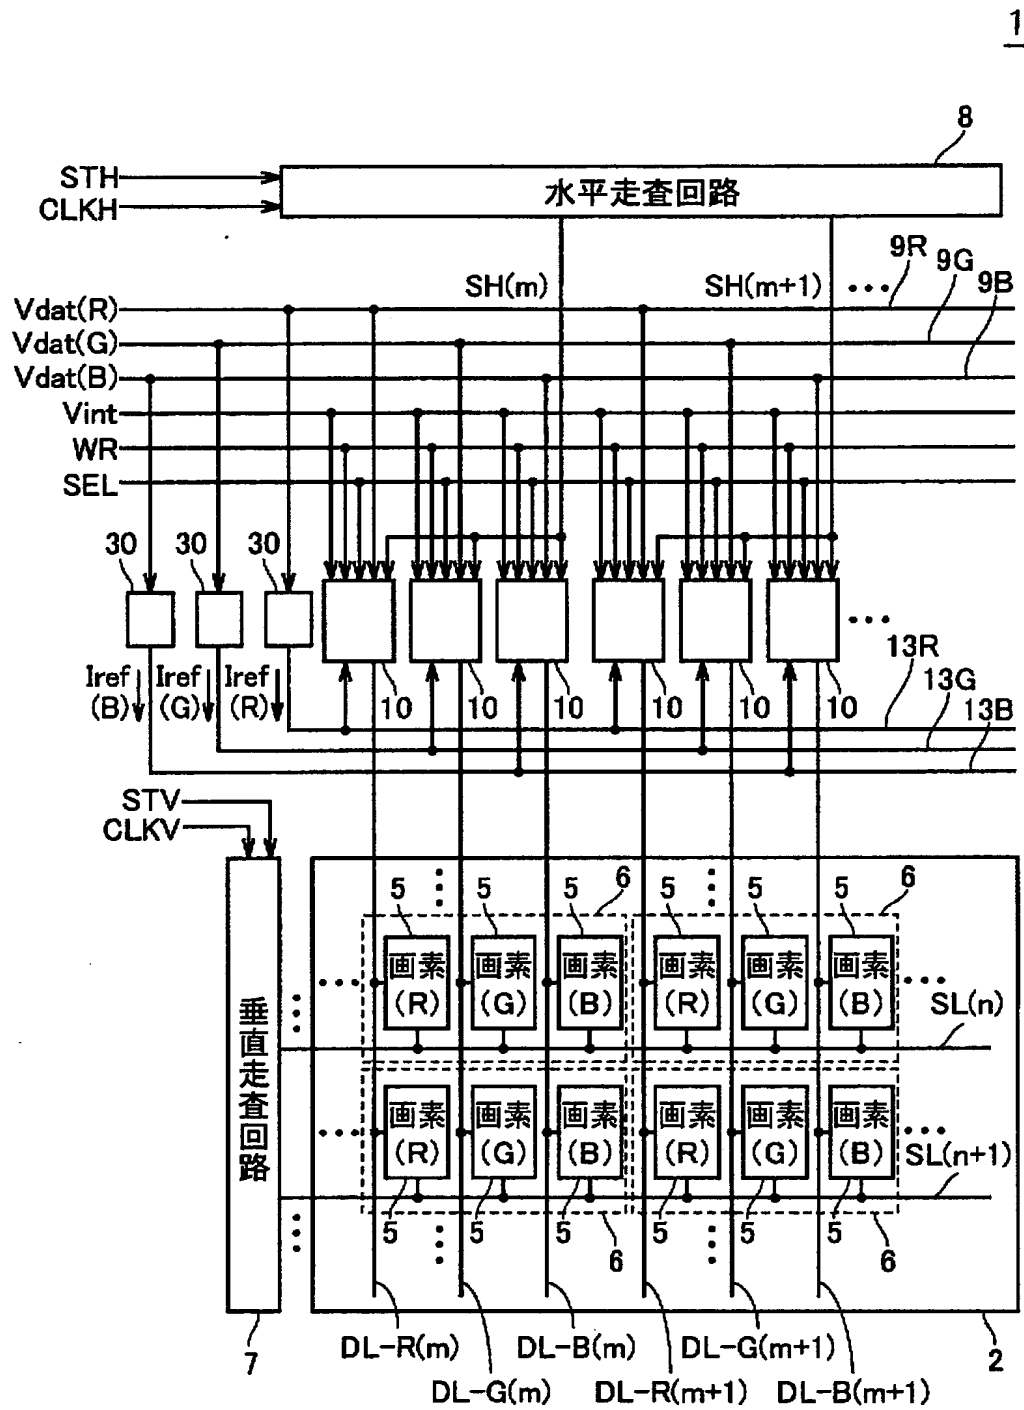 1
8
STH
CLKH
水平走査回路
9R
9G
9B
SH(m)
SH(m+1)
Vdat(R)
Vdat(G)
Vdat(B)
Vint
WR
SEL
30 30 30
Iref (B) Iref (G) Iref (R)
10 10 10 10 10 10
13R
13G
13B
STV
CLKV
5 5 5 6 5 5 5 6
画素 画素 画素 画素 画素 画素
(R) (G) (B) (R) (G) (B)
SL(n)
垂直走査回路
画素 画素 画素 画素 画素 画素
(R) (G) (B) (R) (G) (B)
SL(n+1)
5 5 5 6 5 5 5 6
7
DL-R(m) DL-B(m) DL-G(m+1) 2
DL-G(m) DL-R(m+1) DL-B(m+1)